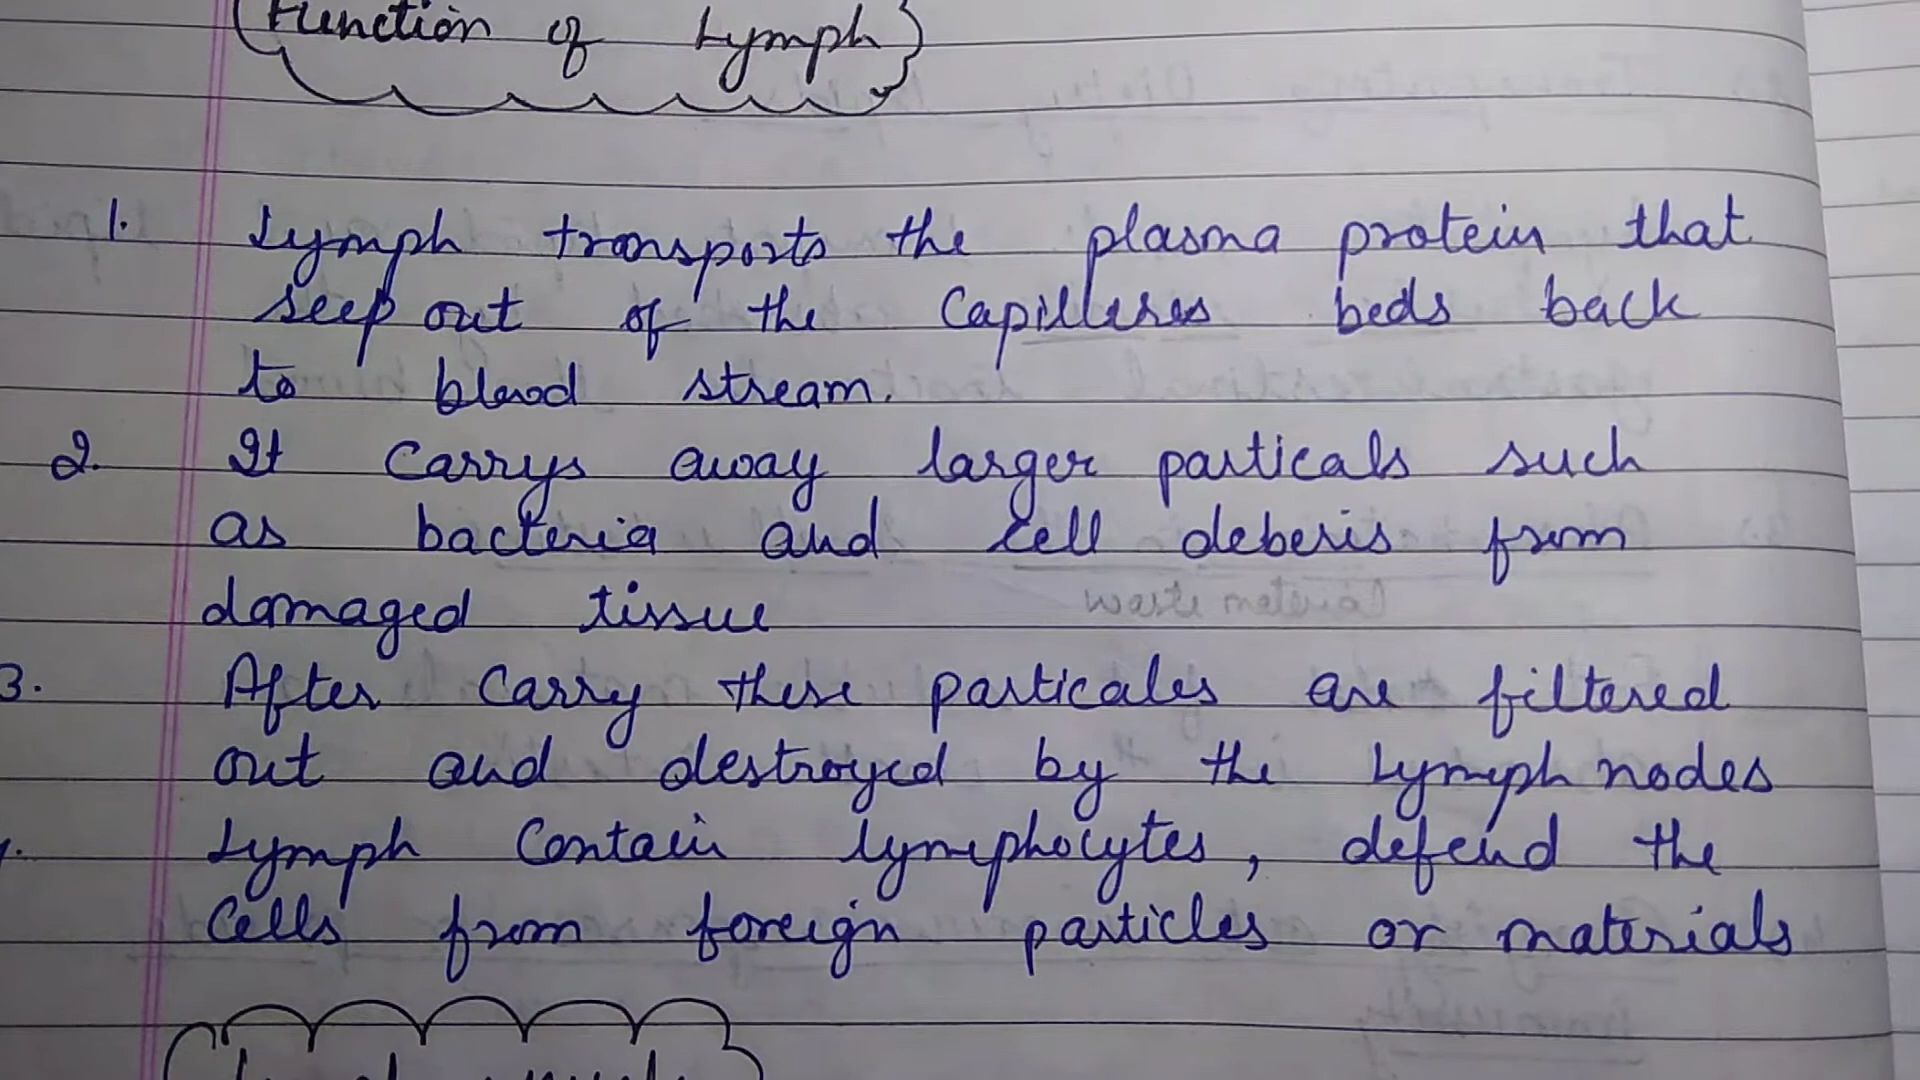 Function of Lymph
1. Lymph transports the plasma protein that
seep out of the Capilleres beds back
to blood stream.
2. It carrys away larger particals such
as bacteria and cell deberis from
damaged tissue waste material
3. After carry these particales are filtered
out and destroyed by the lymph nodes
Lymph Contain lymphocytes, defend the
Cells from foreign particles or materials